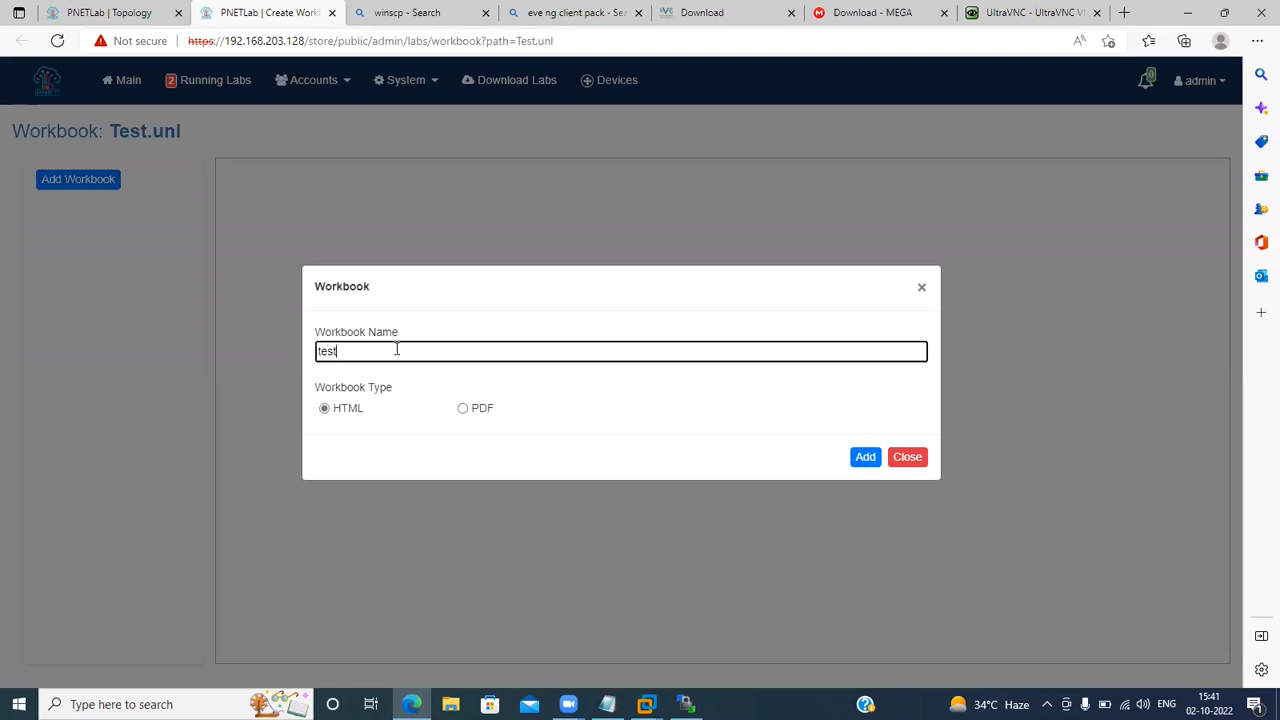 PNETLab | Topology
PNETLab | Create Work
winscp - Search
eve ng client pack - Sea
Download
Download - MEGA
UltraVNC - UltraVNC V
Not secure
https://192.168.203.128/store/public/admin/labs/workbook?path=Test.unl
Main
2 Running Labs
Accounts
System
Download Labs
Devices
0
admin
Workbook: Test.unl
Add Workbook
Workbook
Workbook Name
test
Workbook Type
HTML
PDF
Add
Close
Type here to search
34°C Haze
ENG
15:41
02-10-2022